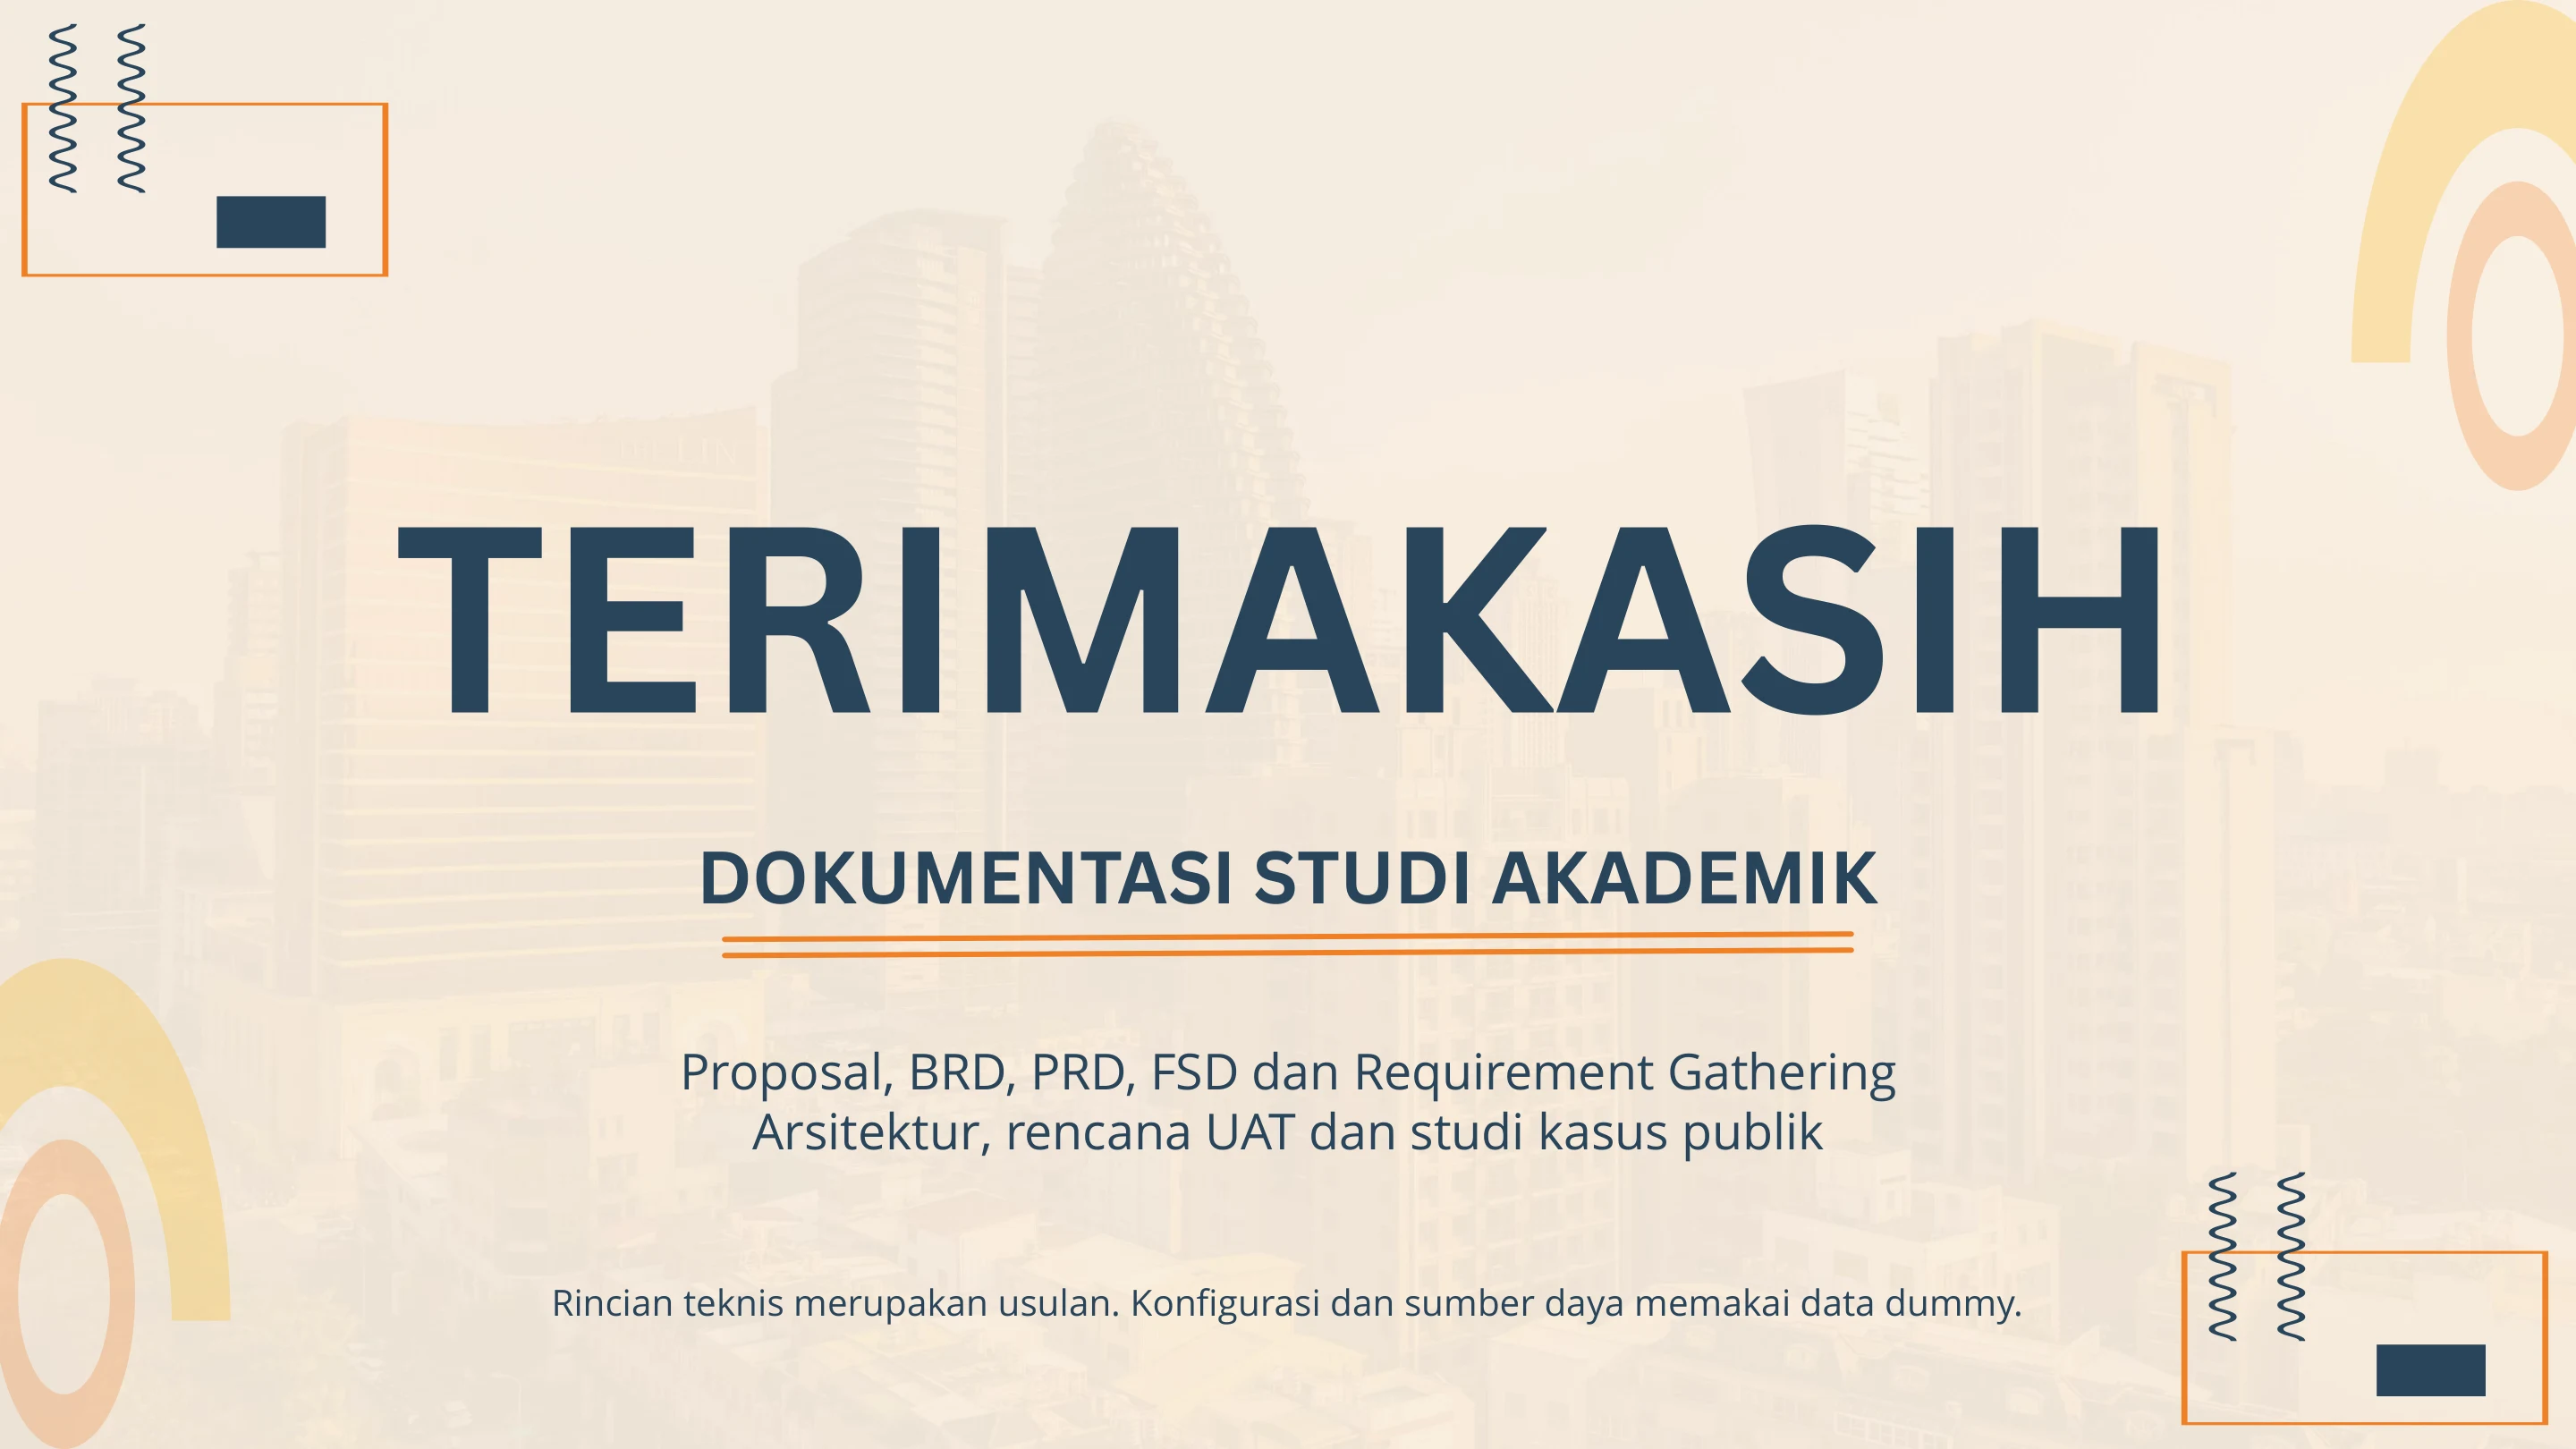 TERIMAKASIH
DOKUMENTASI STUDI AKADEMIK
Proposal, BRD, PRD, FSD dan Requirement Gathering
Arsitektur, rencana UAT dan studi kasus publik
Rincian teknis merupakan usulan. Konfigurasi dan sumber daya memakai data dummy.